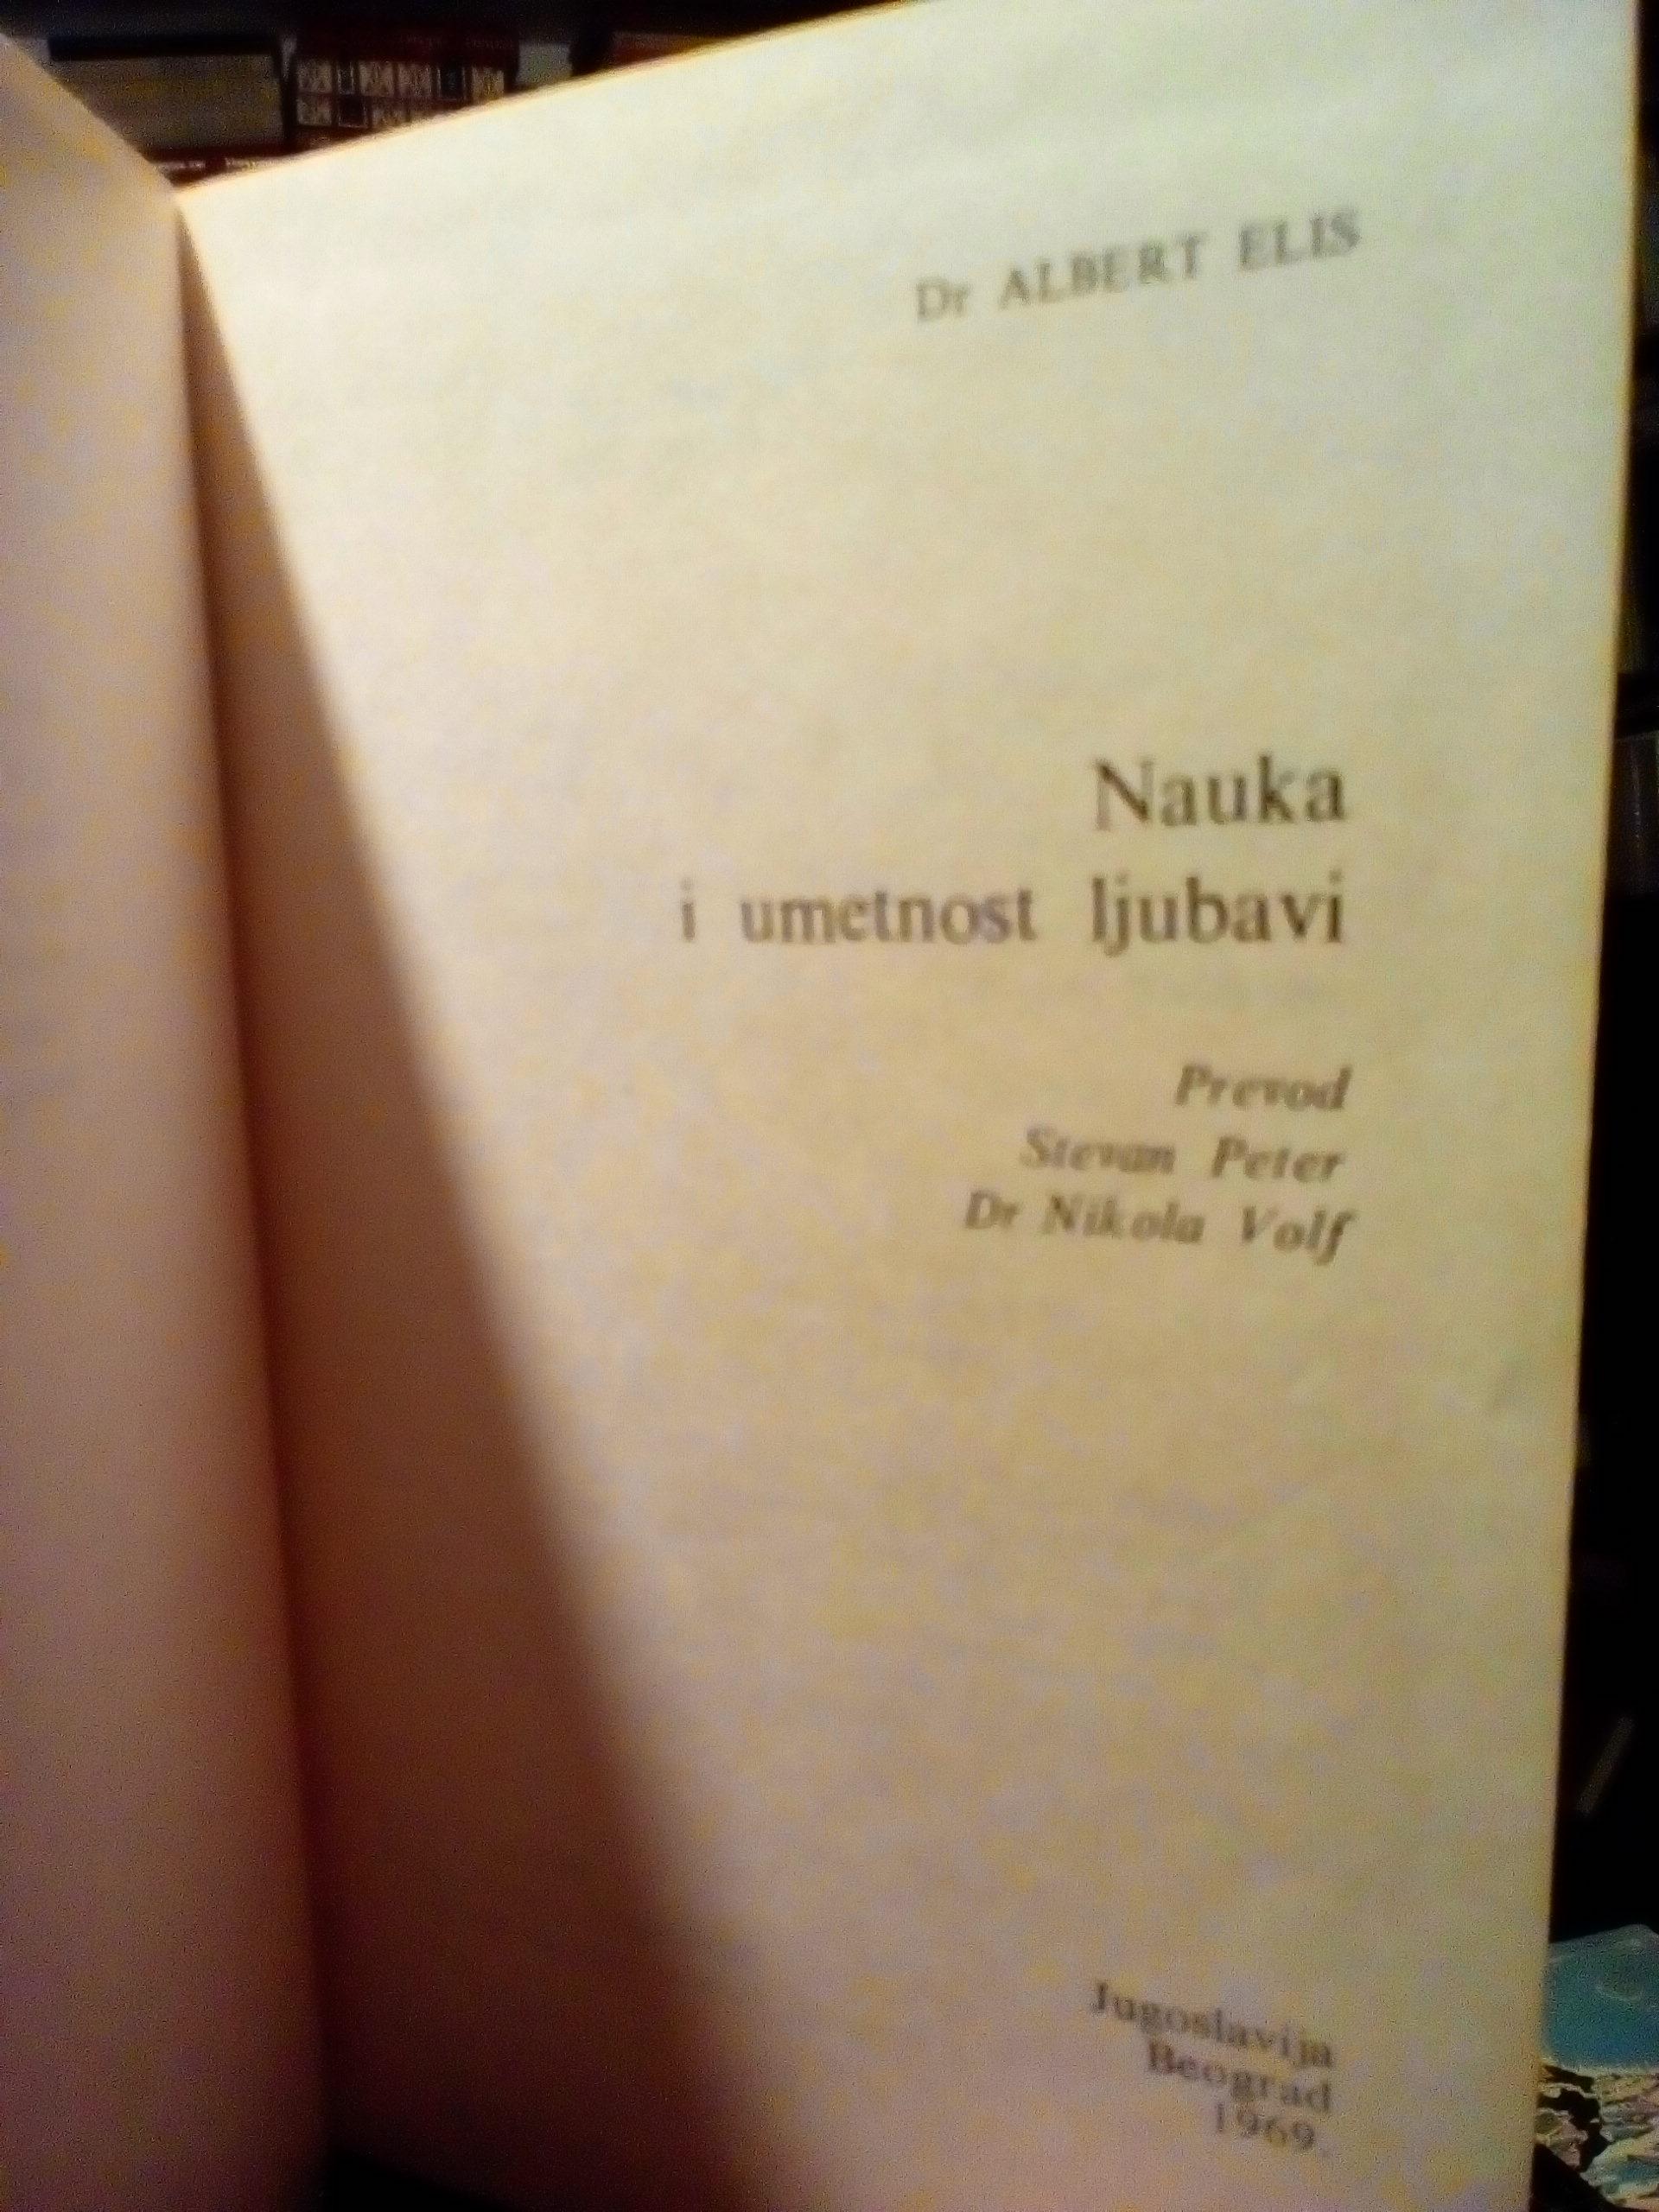 Dr ALBERT ELIS
Nauka
i umetnost ljubavi
Prevod
Stevan Peter
Dr Nikola Volf
Jugoslavija
Beograd
1969.